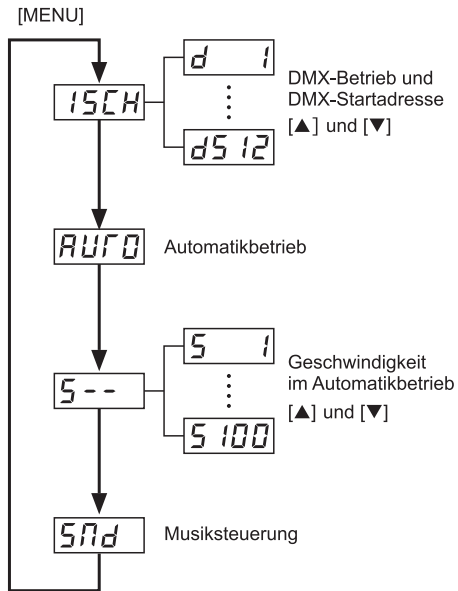 [MENU]
15CH
d 1
d512
DMX-Betrieb und
DMX-Startadresse
[▲] und [▼]
AUTO
Automatikbetrieb
S--
S 1
S 100
Geschwindigkeit
im Automatikbetrieb
[▲] und [▼]
SMd
Musiksteuerung